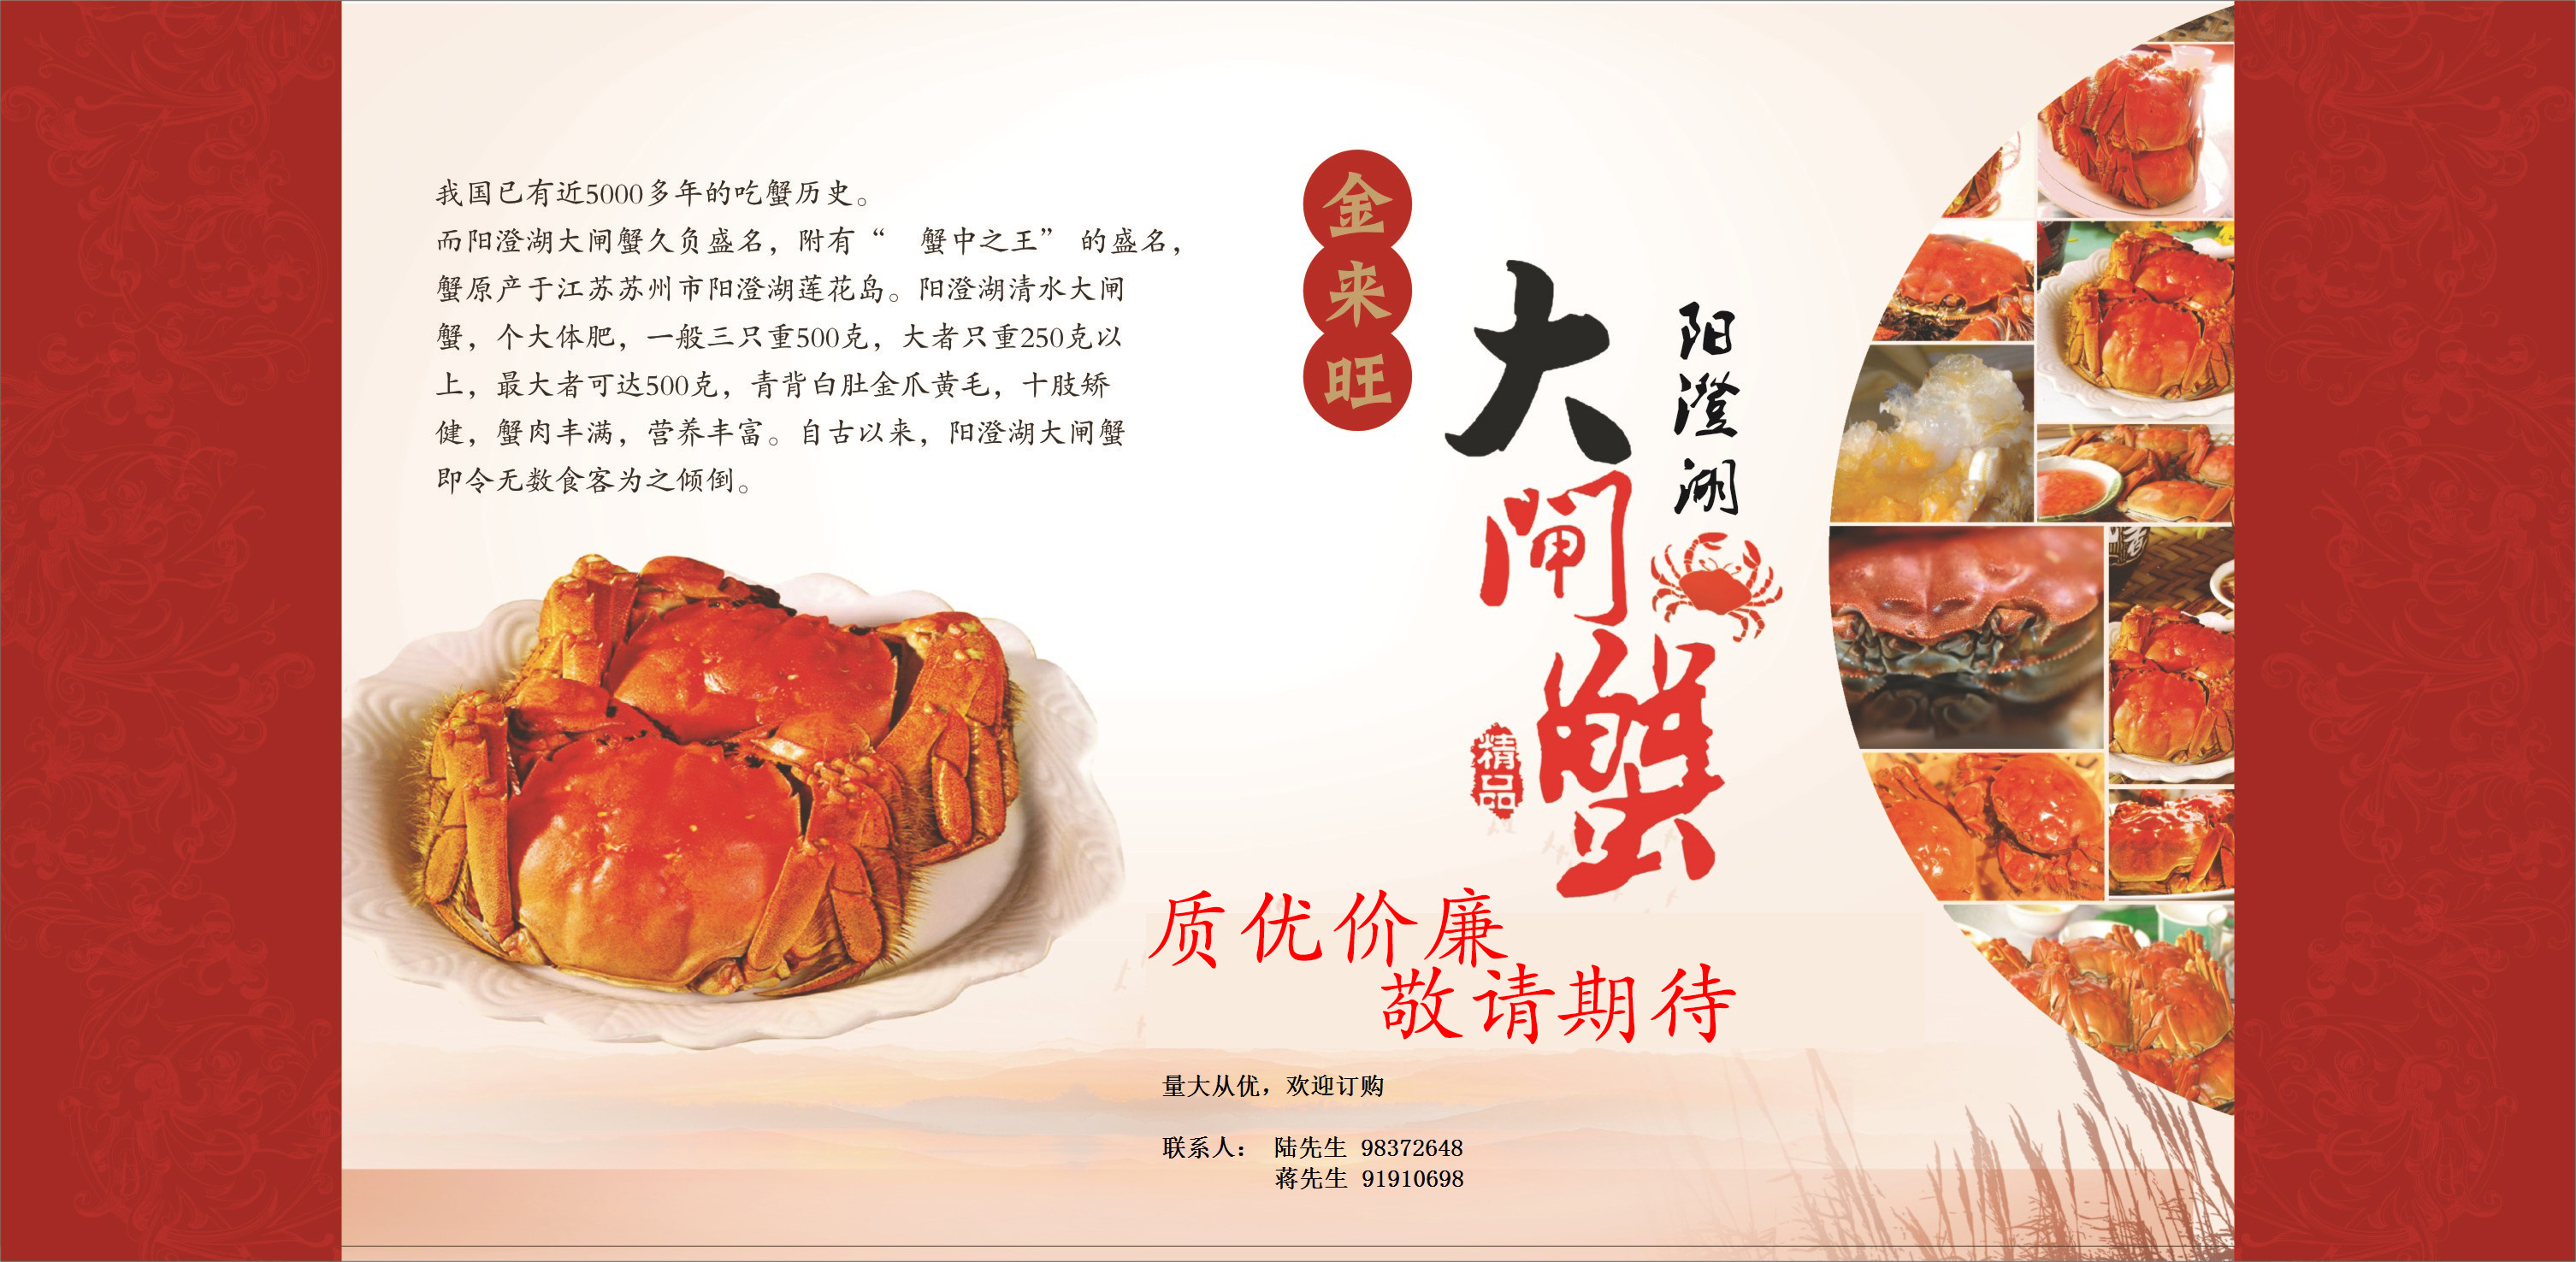 我国已有近5000多年的吃蟹历史。
而阳澄湖大闸蟹久负盛名，附有“ 蟹中之王” 的盛名，
蟹原产于江苏苏州市阳澄湖莲花岛。阳澄湖清水大闸
蟹，个大体肥，一般三只重500克，大者只重250克以
上，最大者可达500克，青背白肚金爪黄毛，十肢矫
健，蟹肉丰满，营养丰富。自古以来，阳澄湖大闸蟹
即令无数食客为之倾倒。
金来旺
阳澄湖
大闸蟹
精品
质优价廉
敬请期待
量大从优，欢迎订购
联系人： 陆先生 98372648
蒋先生 91910698